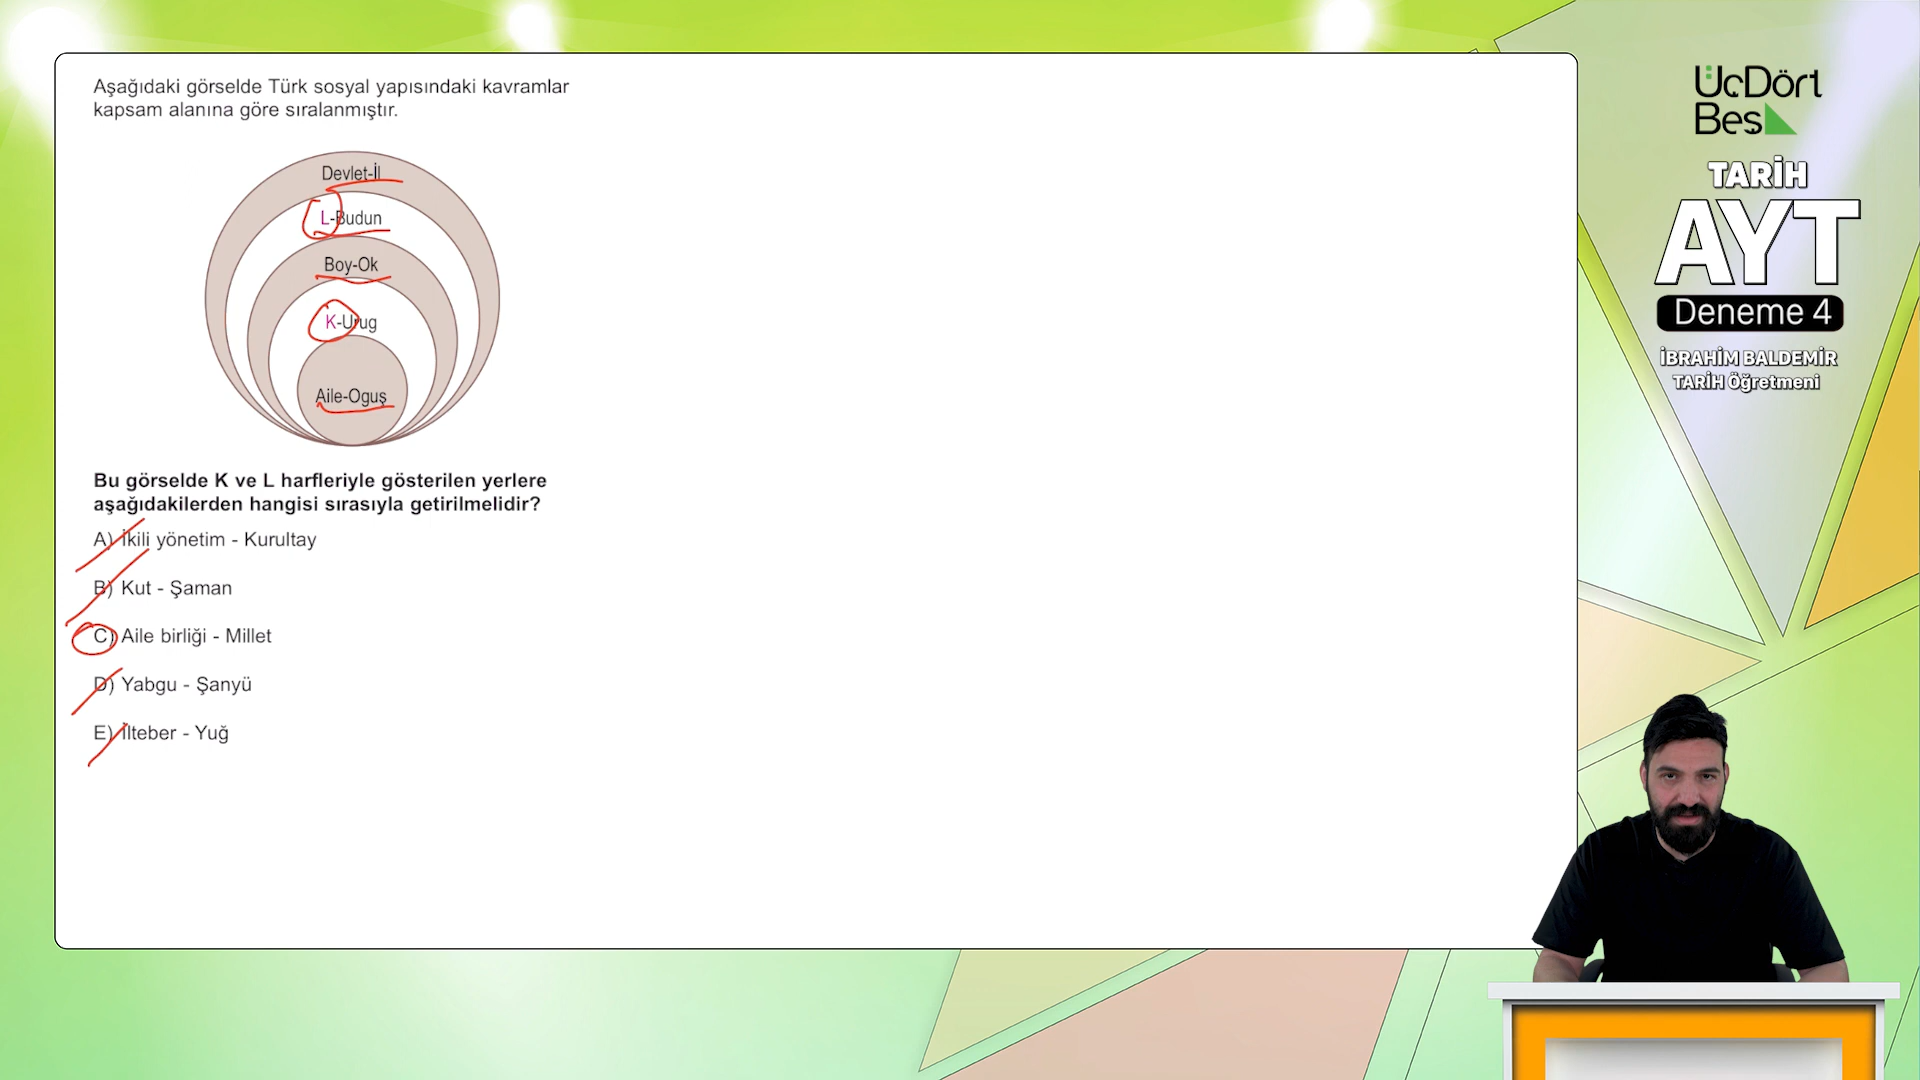 Aşağıdaki görselde Türk sosyal yapısındaki kavramlar
kapsam alanına göre sıralanmıştır.
Devlet-İl
L-Budun
Boy-Ok
K-Urug
Aile-Oguş
Bu görselde K ve L harfleriyle gösterilen yerlere
aşağıdakilerden hangisi sırasıyla getirilmelidir?
A) İkili yönetim - Kurultay
B) Kut - Şaman
C) Aile birliği - Millet
D) Yabgu - Şanyü
E) İlteber - Yuğ
ÜçDört
Beş
TARİH
AYT
Deneme 4
İBRAHİM BALDEMİR
TARİH Öğretmeni